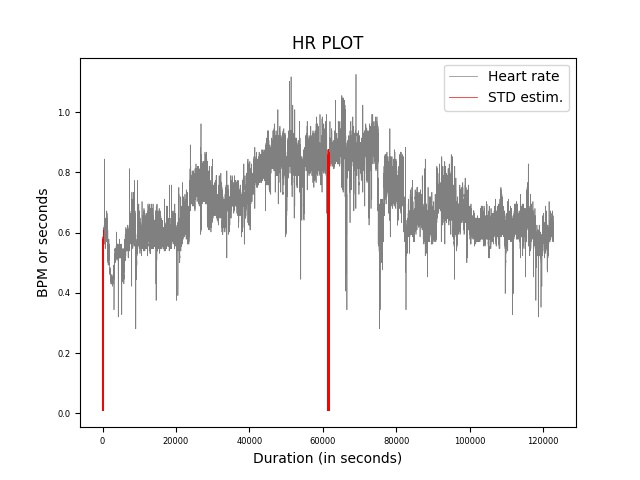 HR PLOT
Heart rate
STD estim.
BPM or seconds
1.0
0.8
0.6
0.4
0.2
0.0
0
20000
40000
60000
80000
100000
120000
Duration (in seconds)